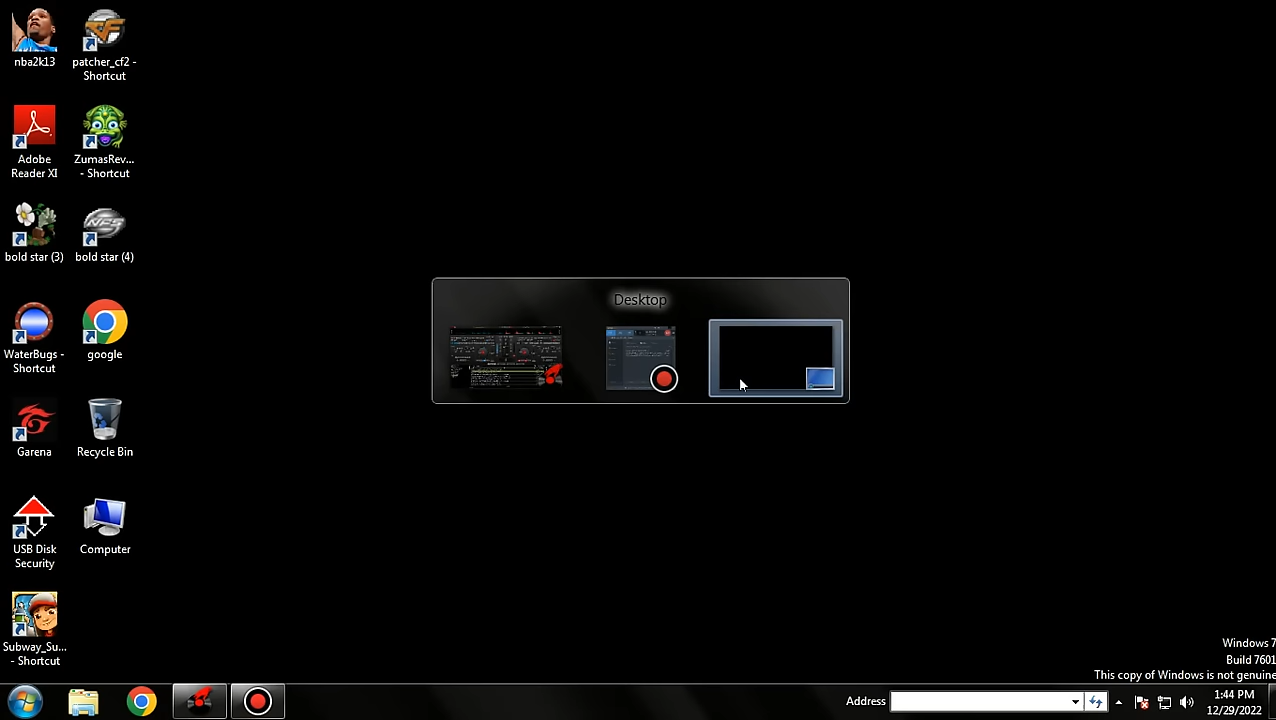 nba2k13
patcher_cf2 -
Shortcut
Adobe
Reader XI
ZumasRev...
- Shortcut
bold star (3)
bold star (4)
WaterBugs -
Shortcut
google
Garena
Recycle Bin
USB Disk
Security
Computer
Subway_Su...
- Shortcut
Desktop
Windows 7
Build 7601
This copy of Windows is not genuine
Address
1:44 PM
12/29/2022